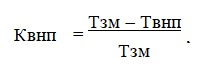 Квнп = Тзм – Твнп
Тзм .